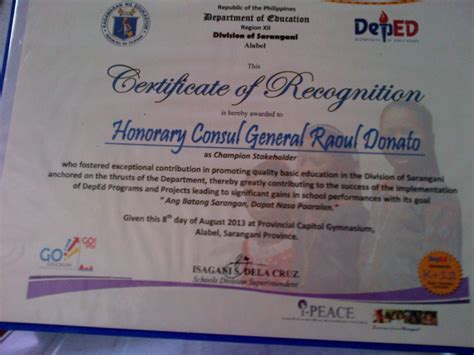 Republic of the Philippines
Department of Education
Region XII
Division of Sarangani
Alabel
DepED
This
Certificate of Recognition
is hereby awarded to
Honorary Consul General Raoul Donato
as Champion Stakeholder
who fostered exceptional contribution in promoting quality basic education in the Division of Sarangani
anchored on the thrusts of the Department, thereby greatly contributing to the success of the implementation
of DepEd Programs and Projects leading to significant gains in school performances with its goal
" Ang Batang Sarangan, Dapat Nasa Paaralan."
Given this 8th day of August 2013 at Provincial Capitol Gymnasium,
Alabel, Sarangani Province.
GO
ISAGANI S. DELA CRUZ
Schools Division Superintendent
DepEd
K+12
i-PEACE